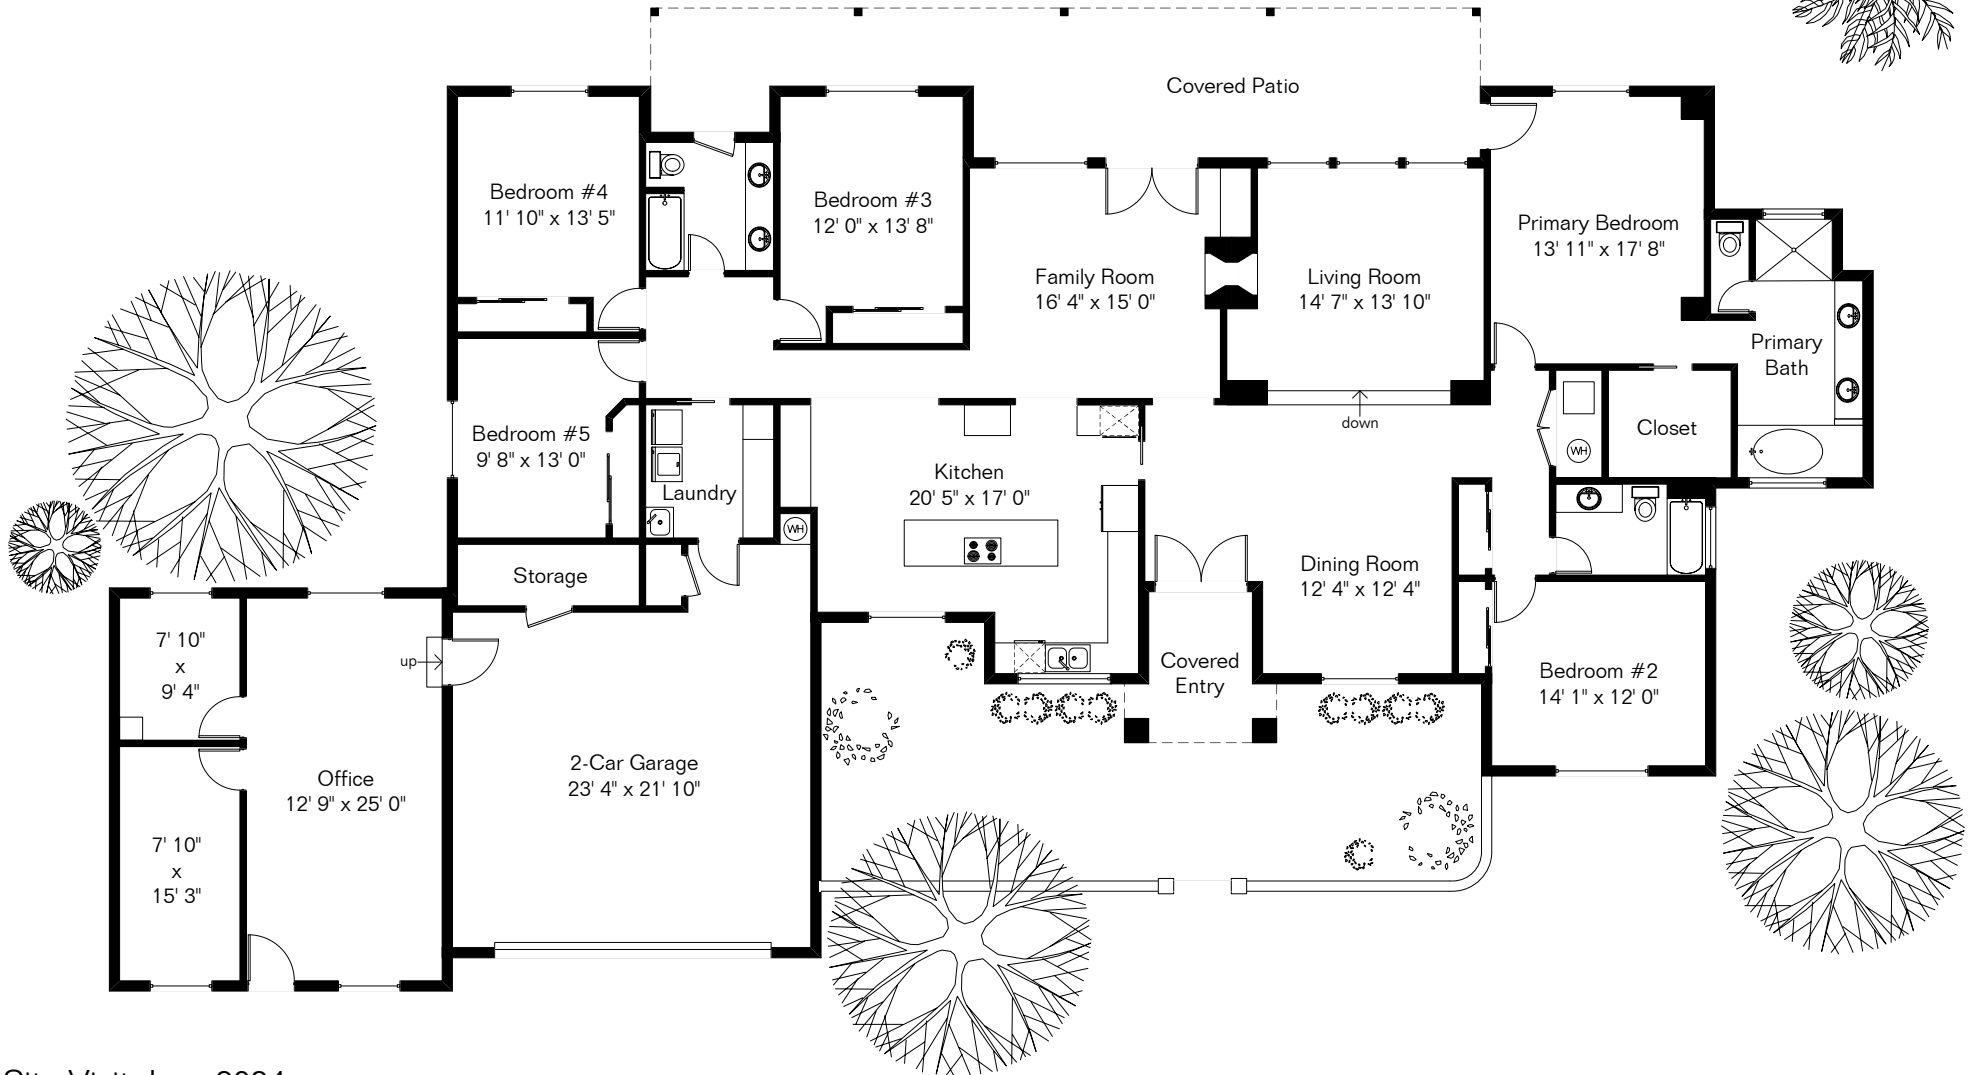 Covered Patio
Bedroom #4
11' 10" x 13' 5"
Bedroom #3
12' 0" x 13' 8"
Family Room
16' 4" x 15' 0"
Living Room
14' 7" x 13' 10"
Primary Bedroom
13' 11" x 17' 8"
Primary
Bath
down
Closet
WH
Bedroom #5
9' 8" x 13' 0"
Laundry
WH
Kitchen
20' 5" x 17' 0"
Storage
Dining Room
12' 4" x 12' 4"
Covered
Entry
Bedroom #2
14' 1" x 12' 0"
up
7' 10"
x
9' 4"
Office
12' 9" x 25' 0"
2-Car Garage
23' 4" x 21' 10"
7' 10"
x
15' 3"